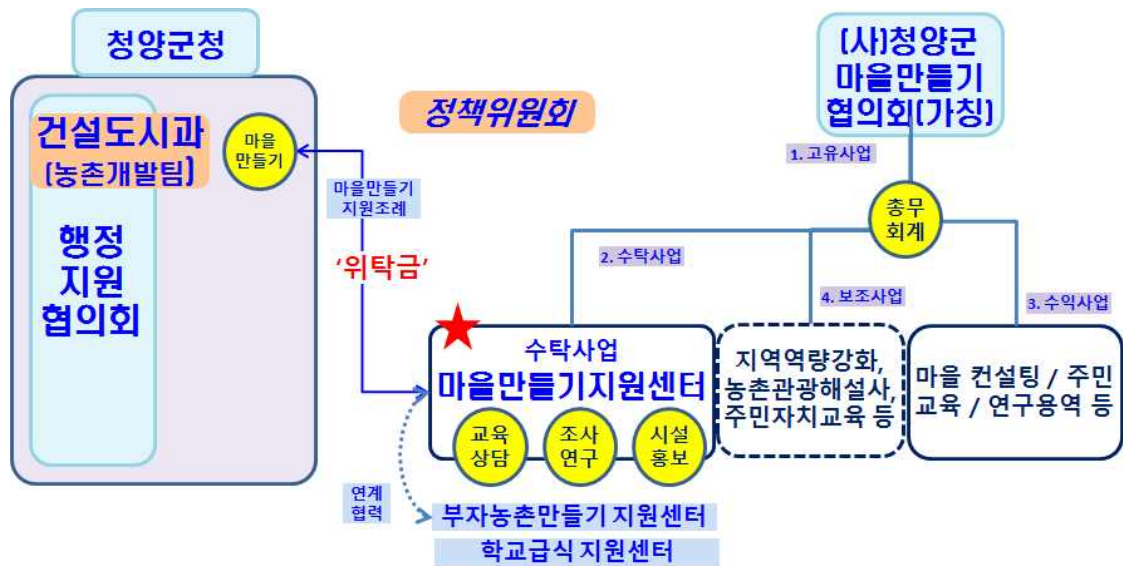 청양군청
건설도시과
(농촌개발팀)
마을
만들기
행정
지원
협의회
정책위원회
마을만들기
지원조례
‘위탁금’
(사)청양군
마을만들기
협의회(가칭)
1. 고유사업
총무
회계
2. 수탁사업
4. 보조사업
3. 수익사업
수탁사업
마을만들기지원센터
교육
상담
조사
연구
시설
홍보
지역역량강화,
농촌관광해설사,
주민자치교육 등
마을 컨설팅 / 주민
교육 / 연구용역 등
연계
협력
부자농촌만들기 지원센터
학교급식 지원센터